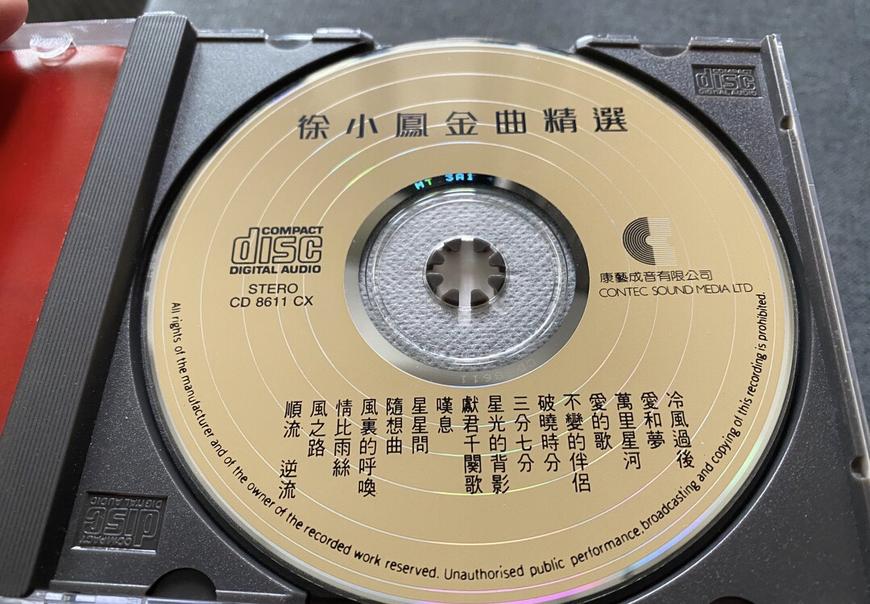 徐小鳳金曲精選
HT SAI
COMPACT
disc
DIGITAL AUDIO
STERO
CD 8611 CX
康藝成音有限公司
CONTEC SOUND MEDIA LTD
冷風過後
愛和夢
萬里星河
愛的歌
不變的伴侶
破曉時分
三分七分
星光的背影
獻君千闋歌
嘆息
星星問
隨想曲
風裏的呼喚
情比雨絲
風之路
順流 逆流
All rights of the manufacturer and of the owner of the recorded work reserved. Unauthorised public performance, broadcasting and copying of this recording is prohibited.
COMPACT
disc
DIGITAL AUDIO
COMPACT
disc
DIGITAL AUDIO